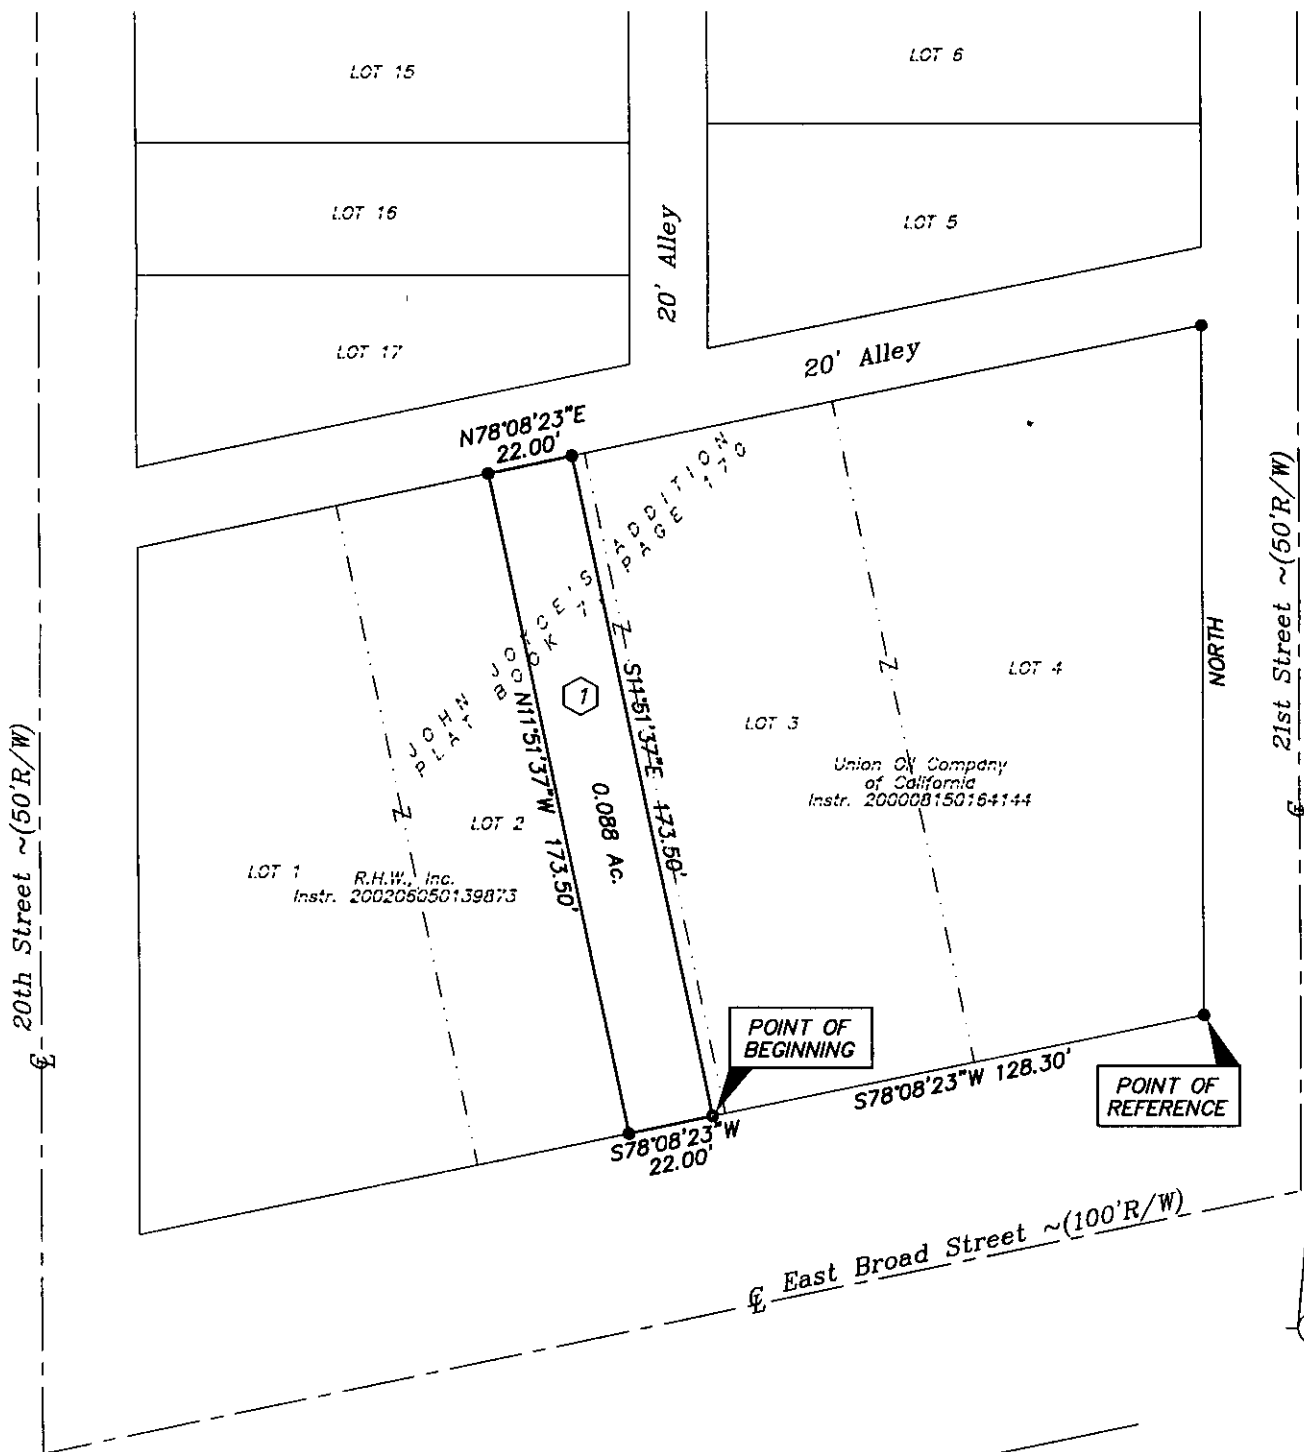 LOT 15
LOT 6
LOT 16
LOT 5
20' Alley
LOT 17
20' Alley
N78°08'23"E
22.00'
JOHN JOYCE'S ADDITION
PLAT BOOK 7, PAGE 170
20th Street ~(50'R/W)
21st Street ~(50'R/W)
NORTH
1
N11°51'37"W 173.50'
S11°51'37"E 173.50'
0.088 Ac.
LOT 4
LOT 3
Union Oil Company
of California
Instr. 200008150164144
LOT 2
LOT 1
R.H.W., Inc.
Instr. 200206050139873
POINT OF
BEGINNING
S78°08'23"W 128.30'
POINT OF
REFERENCE
S78°08'23"W
22.00'
East Broad Street ~(100'R/W)